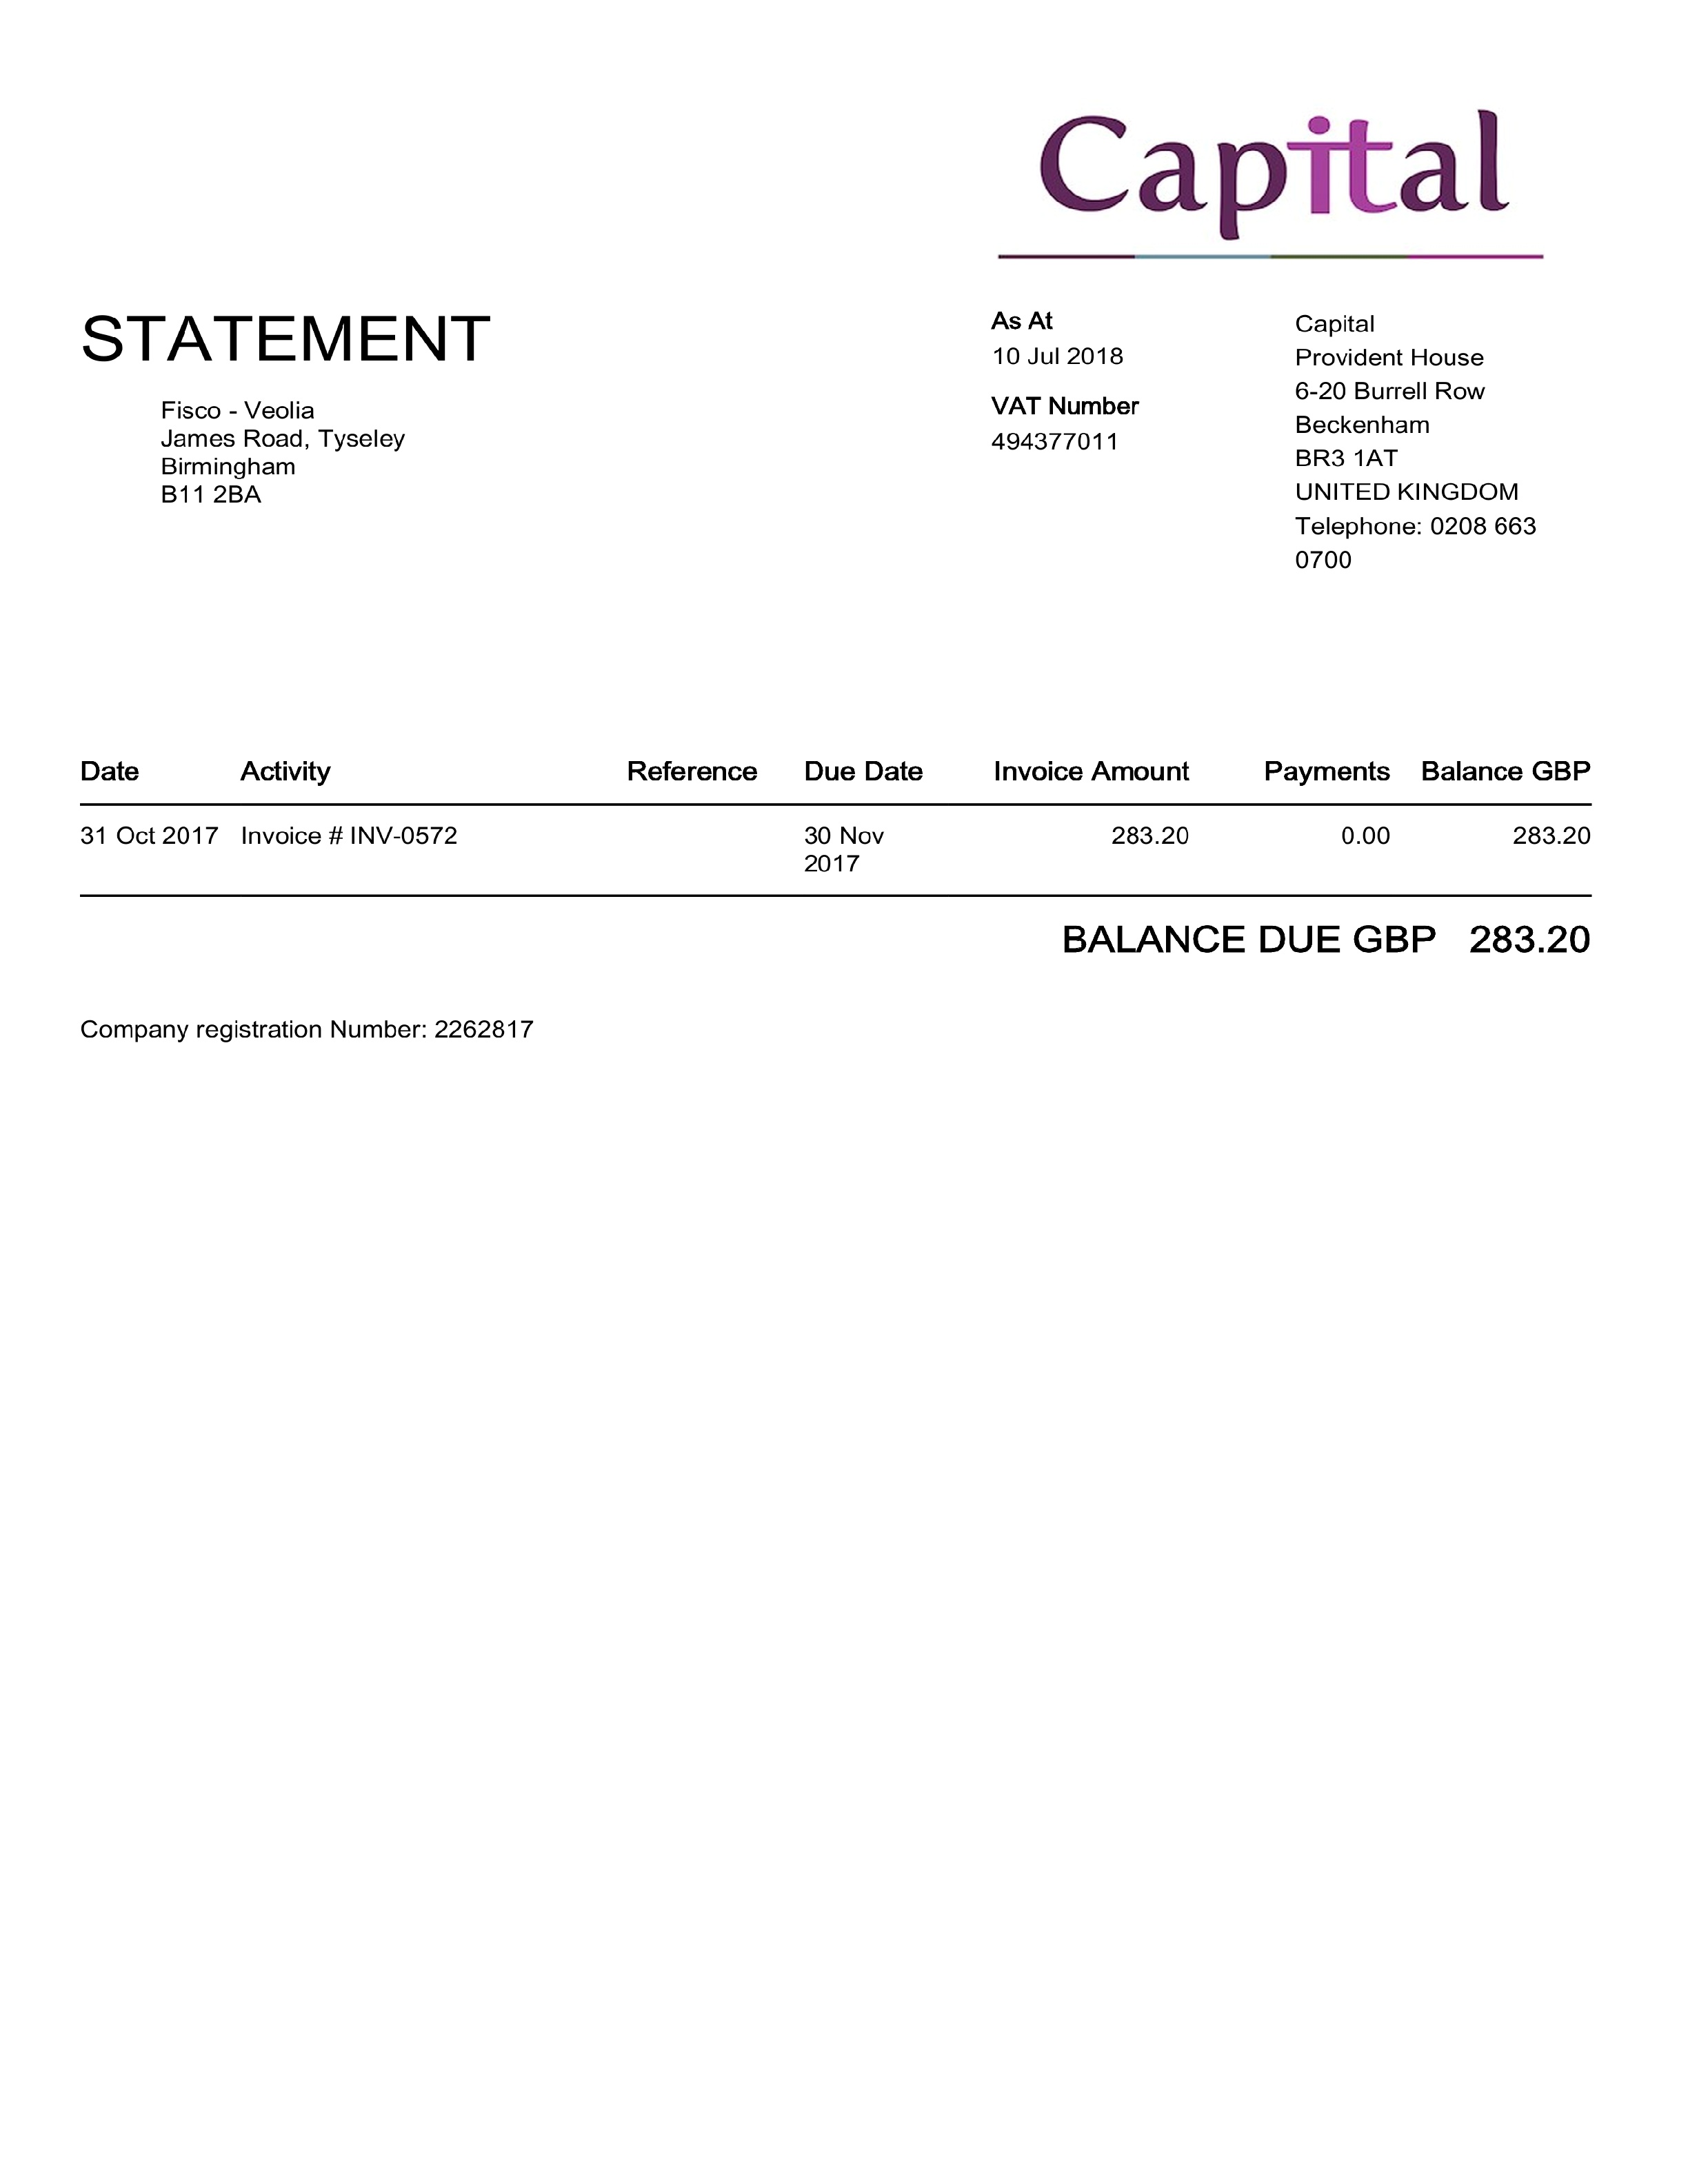 Capital
STATEMENT
Fisco - Veolia
James Road, Tyseley
Birmingham
B11 2BA
As At
10 Jul 2018
VAT Number
494377011
Capital
Provident House
6-20 Burrell Row
Beckenham
BR3 1AT
UNITED KINGDOM
Telephone: 0208 663
0700
Date Activity Reference Due Date Invoice Amount Payments Balance GBP
31 Oct 2017 Invoice # INV-0572 30 Nov 283.20 0.00 283.20
2017
BALANCE DUE GBP 283.20
Company registration Number: 2262817